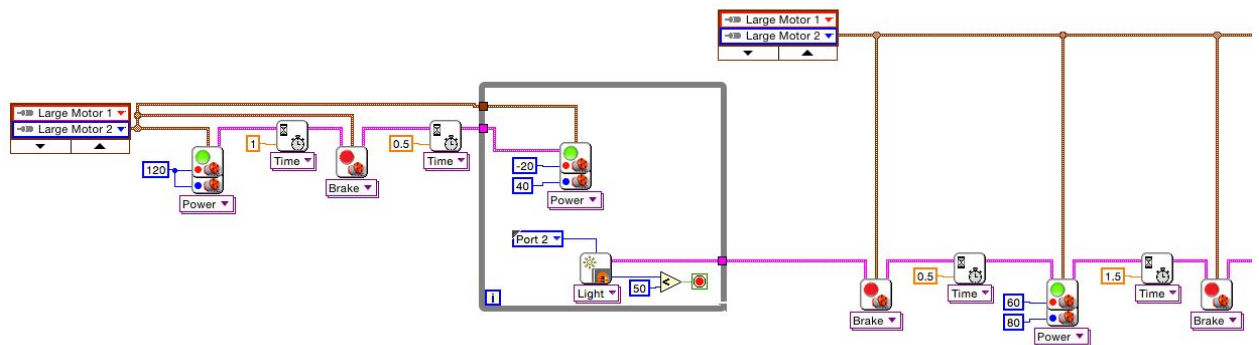 Large Motor 1
Large Motor 2
120
Power
1
Time
Brake
0.5
Time
-20
40
Power
Port 2
Light
50
<
i
Large Motor 1
Large Motor 2
Brake
0.5
Time
60
80
Power
1.5
Time
Brake